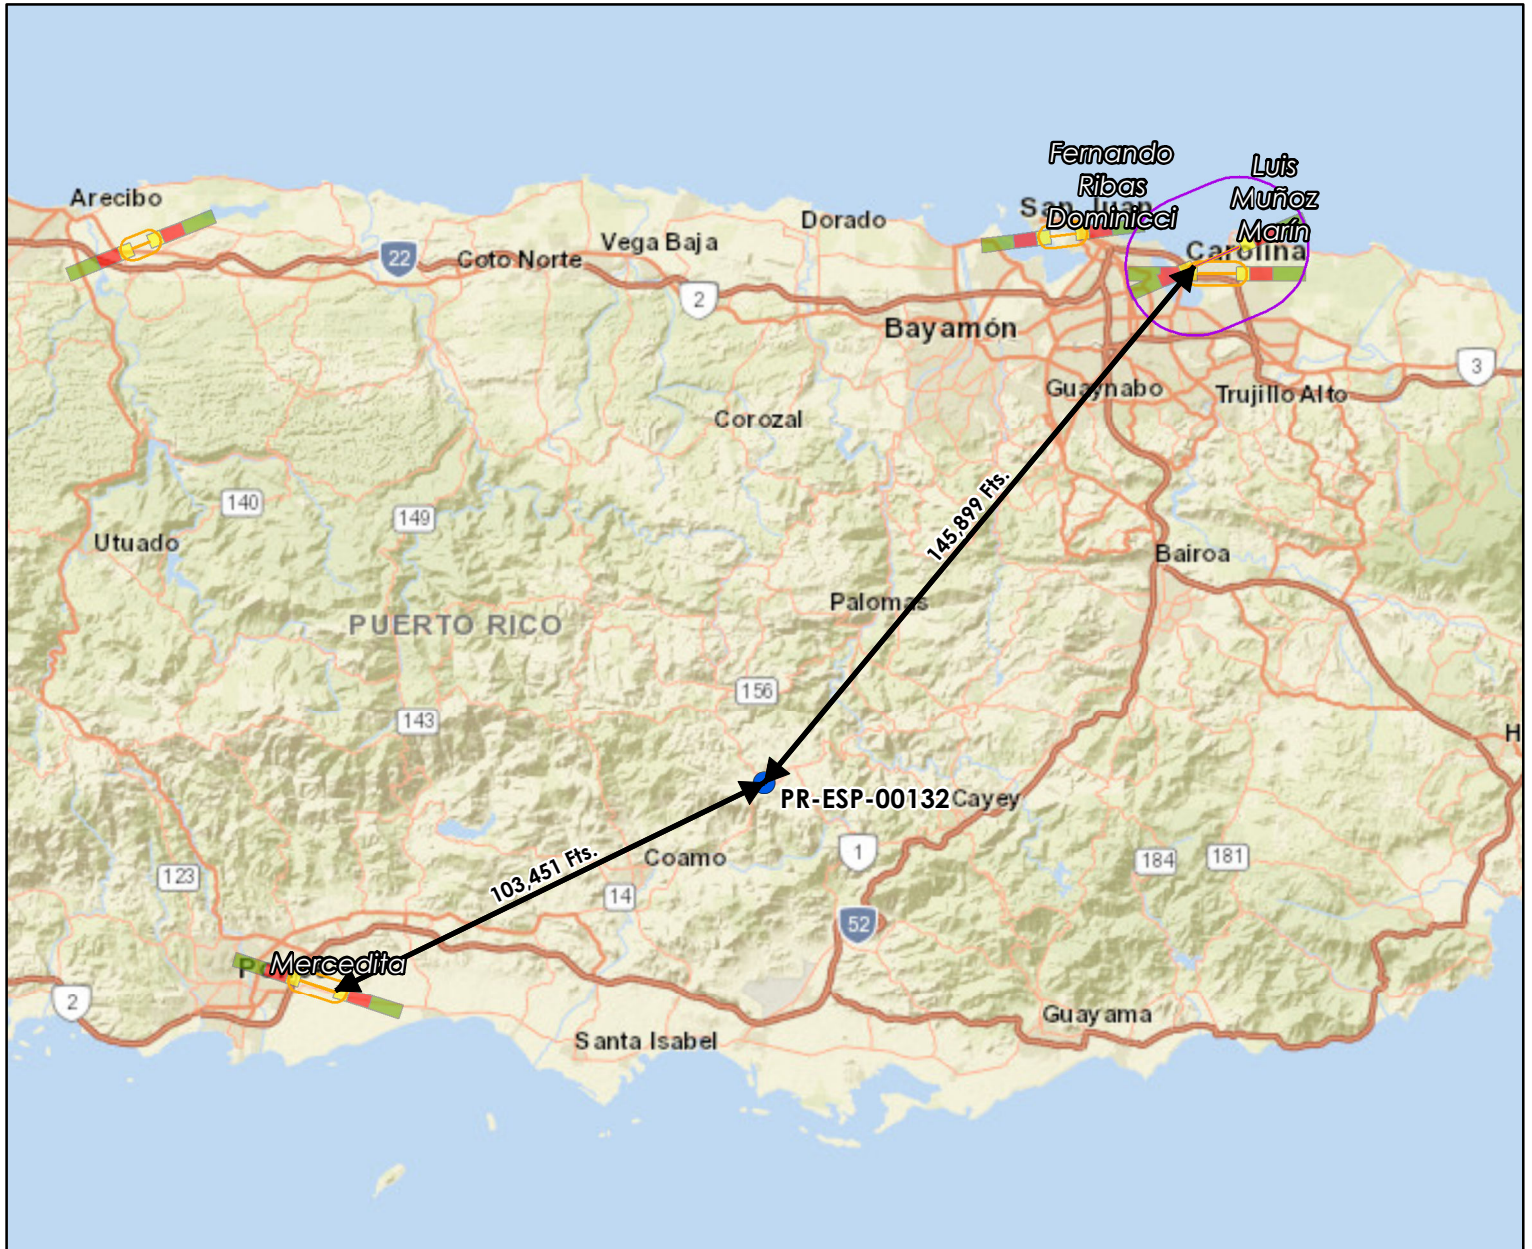 Fernando
Ribas
Dominicci
Luis
Muñoz
Marín
Arecibo
San Juan
Dorado
Vega Baja
Carolina
22
Coto Norte
2
Bayamón
3
Guaynabo
Trujillo Alto
Corozal
140
149
145,899 Fts.
Utuado
Bairoa
Palomas
PUERTO RICO
156
143
H
PR-ESP-00132
Cayey
1
Coamo
103,451 Fts.
184
181
123
14
52
Mercedita
2
Guayama
Santa Isabel